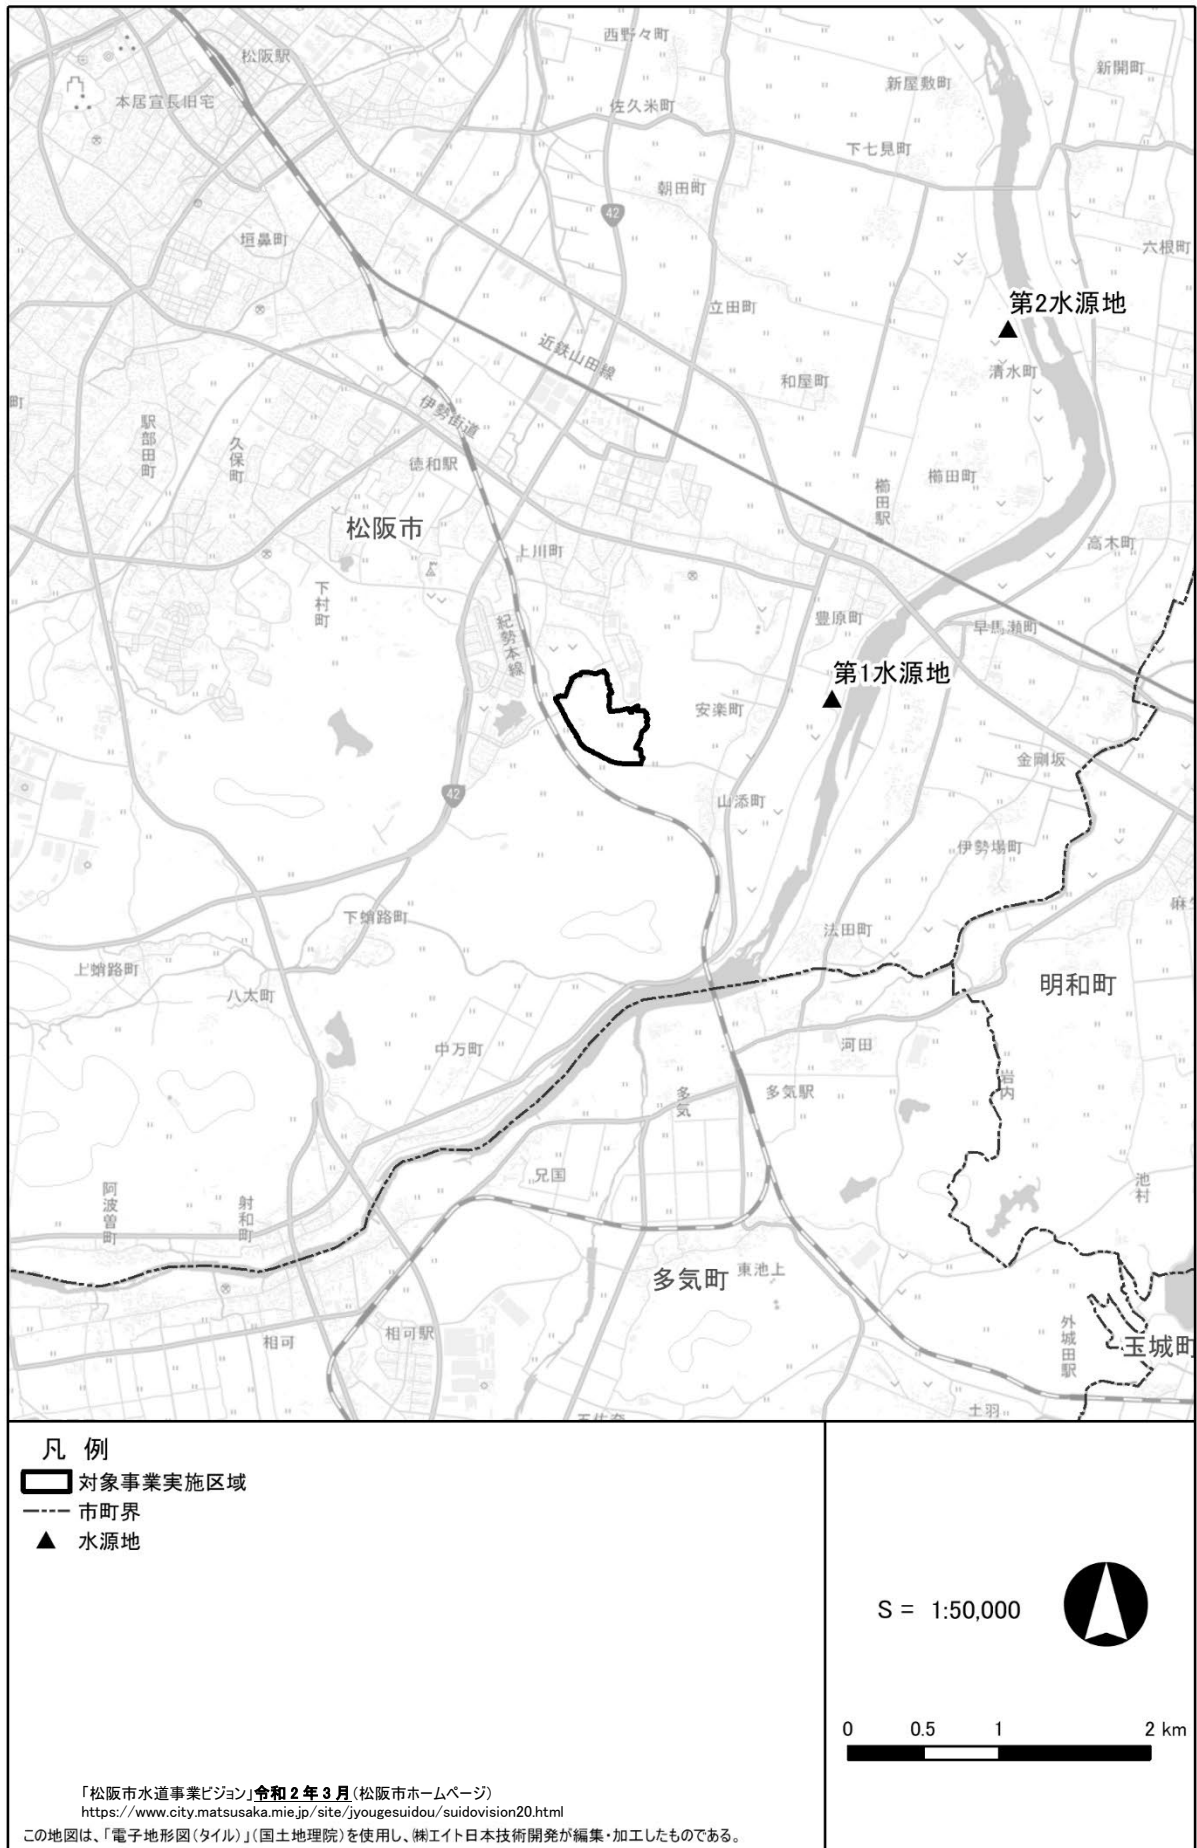 松阪駅
西野々町
新屋敷町
新開町
本居宣長旧宅
佐久米町
下七見町
朝田町
42
垣鼻町
六根町
立田町
第2水源地
近鉄山田線
和屋町
清水町
町
伊勢街道
駅部田町
久保町
徳和駅
櫛田町
櫛田駅
松阪市
上川町
高木町
下村町
豊原町
早馬瀬町
紀勢本線
第1水源地
安楽町
金剛坂
42
山添町
伊勢場町
下蛸路町
法田町
上蛸路町
八太町
明和町
中万町
河田
岩内
多気
多気駅
兄国
池村
阿波曽町
射和町
多気町
東池上
相可
相可駅
外城田駅
玉城町
土羽
凡 例
対象事業実施区域
市町界
水源地
S = 1:50,000
0 0.5 1 2 km
「松阪市水道事業ビジョン」令和２年３月(松阪市ホームページ)
https://www.city.matsusaka.mie.jp/site/jyougesuidou/suidovision20.html
この地図は、「電子地形図(タイル)」(国土地理院)を使用し、㈱エイト日本技術開発が編集・加工したものである。